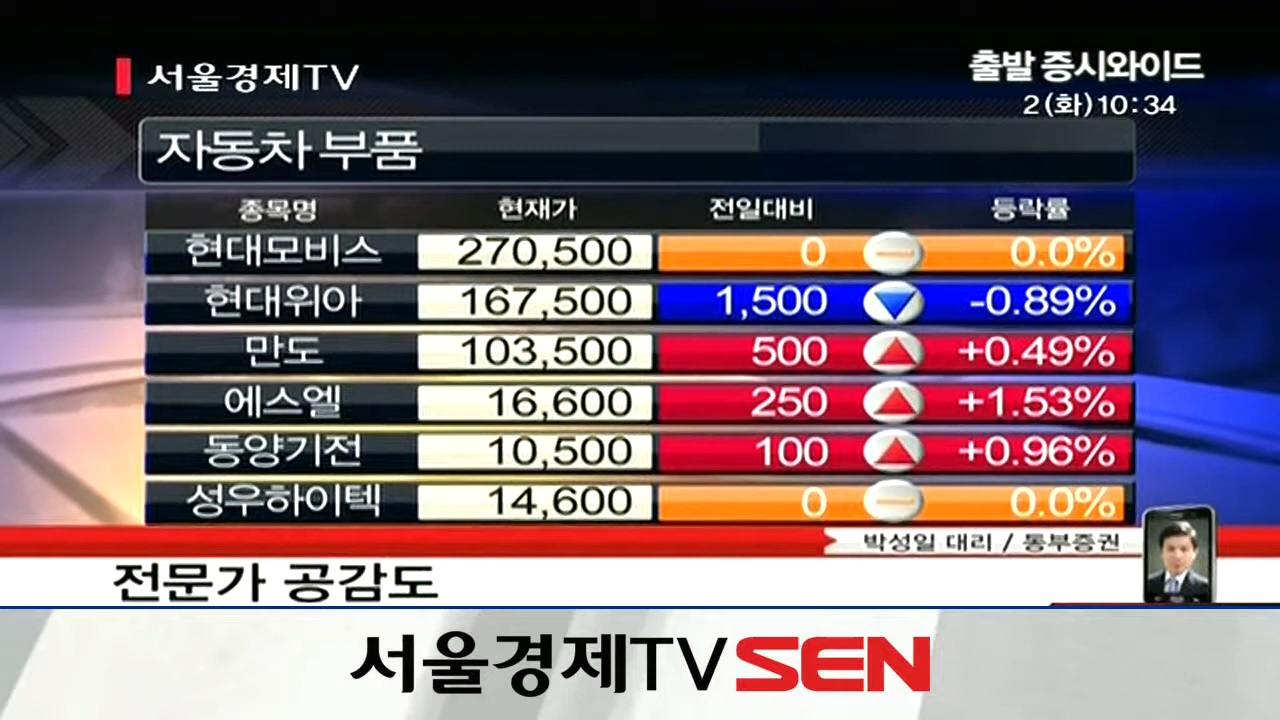 서울경제TV
출발 증시와이드
2(화)10:34
자동차 부품
종목명 현재가 전일대비 등락률
현대모비스 270,500 0 0.0%
현대위아 167,500 1,500 -0.89%
만도 103,500 500 +0.49%
에스엘 16,600 250 +1.53%
동양기전 10,500 100 +0.96%
성우하이텍 14,600 0 0.0%
박성일 대리 / 동부증권
전문가 공감도
서울경제TV SEN